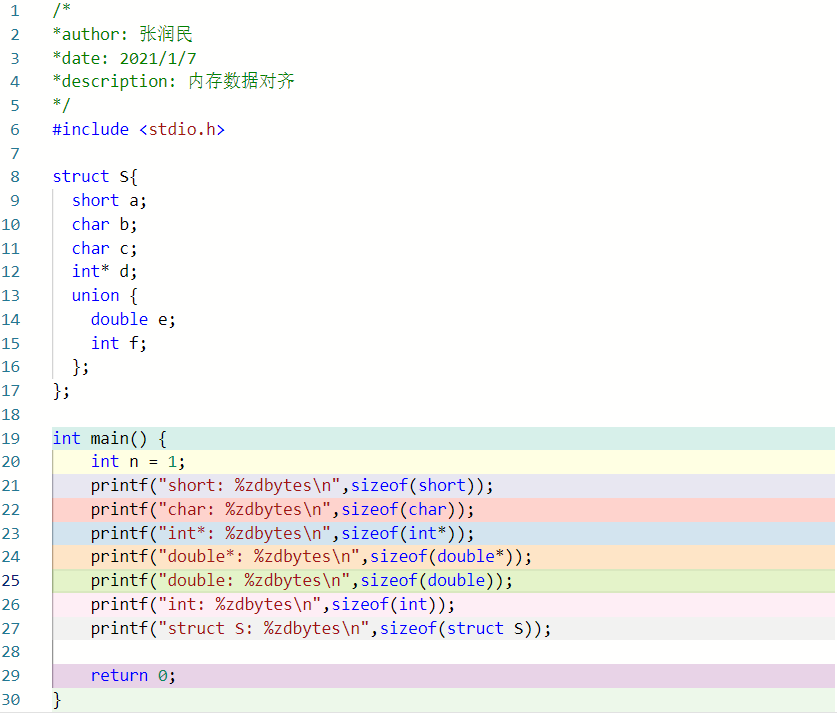 1 /*
2 *author: 张润民
3 *date: 2021/1/7
4 *description: 内存数据对齐
5 */
6 #include <stdio.h>
7
8 struct S{
9   short a;
10   char b;
11   char c;
12   int* d;
13   union {
14     double e;
15     int f;
16   };
17 };
18
19 int main() {
20     int n = 1;
21     printf("short: %zdbytes\n",sizeof(short));
22     printf("char: %zdbytes\n",sizeof(char));
23     printf("int*: %zdbytes\n",sizeof(int*));
24     printf("double*: %zdbytes\n",sizeof(double*));
25     printf("double: %zdbytes\n",sizeof(double));
26     printf("int: %zdbytes\n",sizeof(int));
27     printf("struct S: %zdbytes\n",sizeof(struct S));
28
29     return 0;
30 }